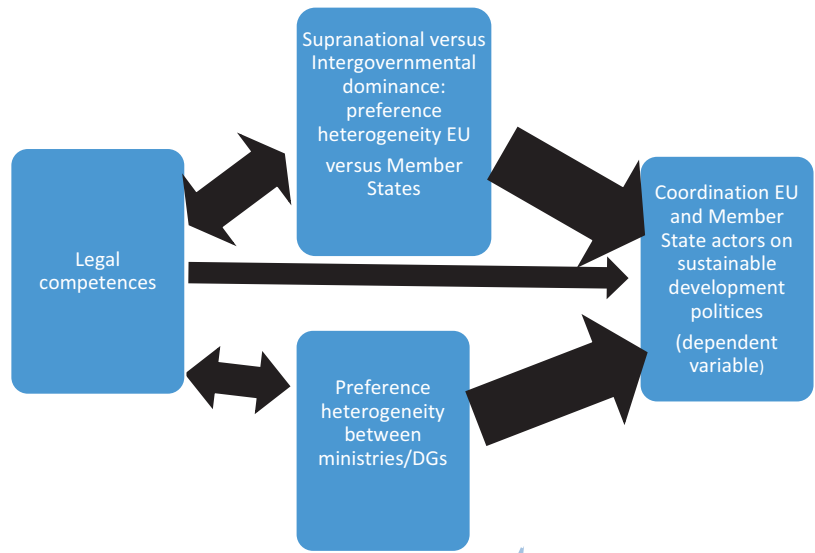 Legal
competences
Supranational versus
Intergovernmental
dominance:
preference
heterogeneity EU
versus Member
States
Preference
heterogeneity
between
ministries/DGs
Coordination EU
and Member
State actors on
sustainable
development
politices
(dependent
variable)